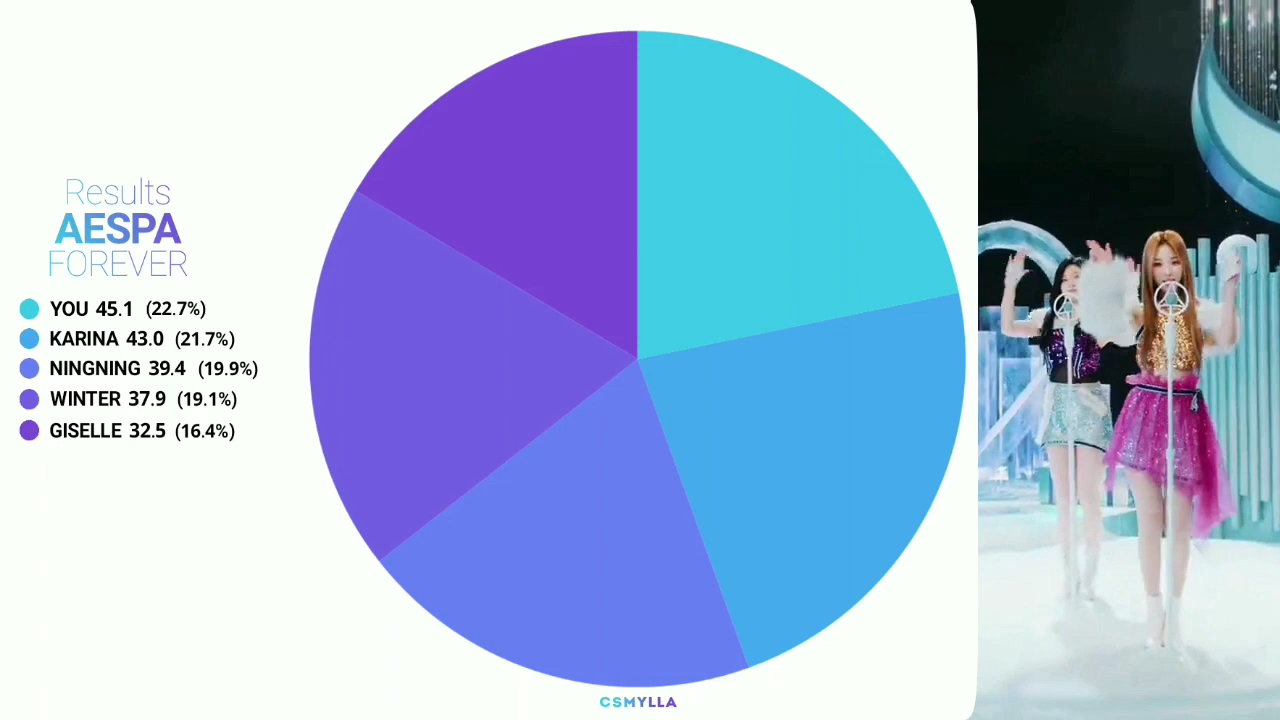 Results
AESPA
FOREVER
YOU 45.1 (22.7%)
KARINA 43.0 (21.7%)
NINGNING 39.4 (19.9%)
WINTER 37.9 (19.1%)
GISELLE 32.5 (16.4%)
CSMYLLA